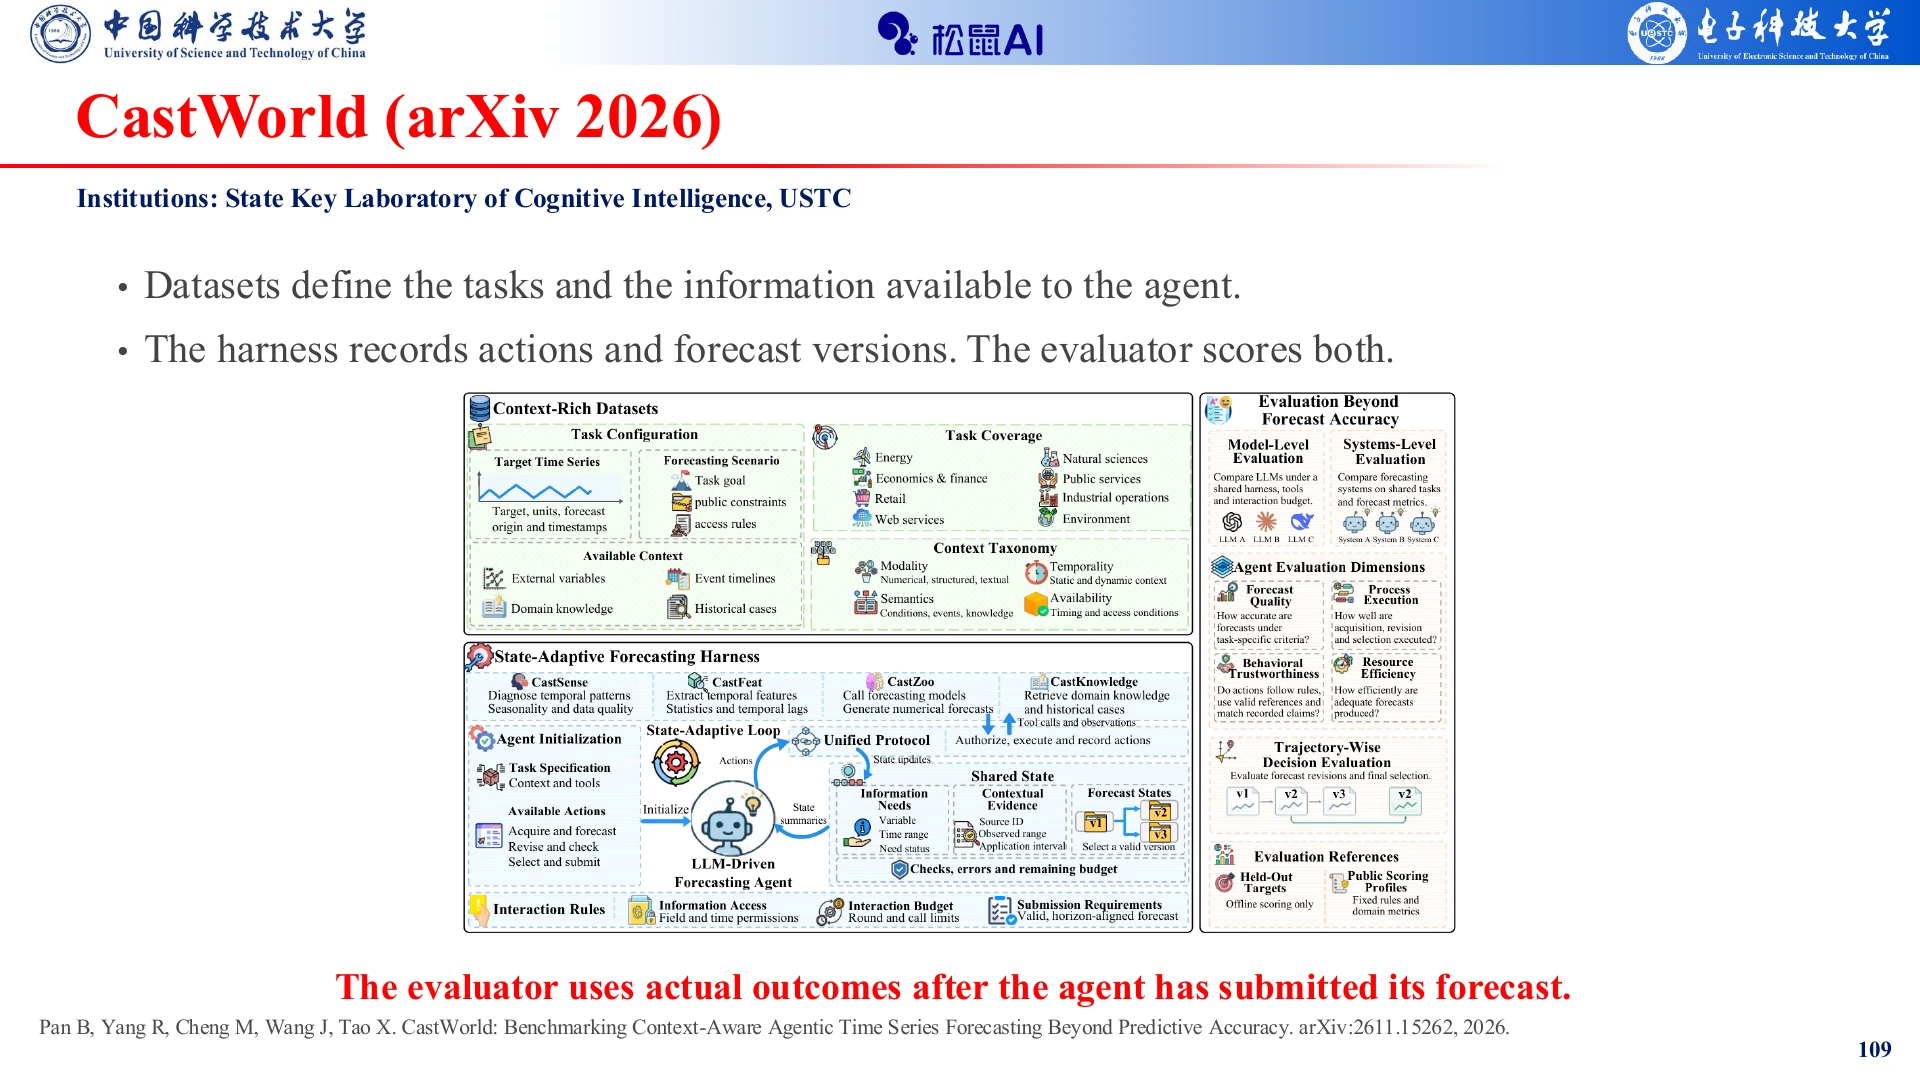 中国科学技术大学
University of Science and Technology of China
松鼠AI
电子科技大学
University of Electronic Science and Technology of China
CastWorld (arXiv 2026)
Institutions: State Key Laboratory of Cognitive Intelligence, USTC
• Datasets define the tasks and the information available to the agent.
• The harness records actions and forecast versions. The evaluator scores both.
Context-Rich Datasets
Task Configuration
Target Time Series
Target, units, forecast
origin and timestamps
Forecasting Scenario
Task goal
public constraints
access rules
Available Context
External variables
Event timelines
Domain knowledge
Historical cases
Task Coverage
Energy
Economics & finance
Retail
Web services
Natural sciences
Public services
Industrial operations
Environment
Context Taxonomy
Modality
Numerical, structured, textual
Temporality
Static and dynamic context
Semantics
Conditions, events, knowledge
Availability
Timing and access conditions
State-Adaptive Forecasting Harness
CastSense
Diagnose temporal patterns
Seasonality and data quality
CastFeat
Extract temporal features
Statistics and temporal lags
CastZoo
Call forecasting models
Generate numerical forecasts
CastKnowledge
Retrieve domain knowledge
and historical cases
Tool calls and observations
Agent Initialization
Task Specification
Context and tools
Available Actions
Acquire and forecast
Revise and check
Select and submit
State-Adaptive Loop
Actions
Initialize
State
summaries
LLM-Driven
Forecasting Agent
Unified Protocol
Authorize, execute and record actions
State updates
Shared State
Information
Needs
Variable
Time range
Need status
Contextual
Evidence
Source ID
Observed range
Application interval
Forecast States
v1
v2
v3
Select a valid version
Checks, errors and remaining budget
Interaction Rules
Information Access
Field and time permissions
Interaction Budget
Round and call limits
Submission Requirements
Valid, horizon-aligned forecast
Evaluation Beyond
Forecast Accuracy
Model-Level
Evaluation
Compare LLMs under a
shared harness, tools
and interaction budget.
LLM A LLM B LLM C
Systems-Level
Evaluation
Compare forecasting
systems on shared tasks
and forecast metrics.
System A System B System C
Agent Evaluation Dimensions
Forecast
Quality
How accurate are
forecasts under
task-specific criteria?
Process
Execution
How well are
acquisition, revision
and selection executed?
Behavioral
Trustworthiness
Do actions follow rules,
use valid references and
match recorded claims?
Resource
Efficiency
How efficiently are
adequate forecasts
produced?
Trajectory-Wise
Decision Evaluation
Evaluate forecast revisions and final selection.
v1 v2 v3 v2
Evaluation References
Held-Out
Targets
Offline scoring only
Public Scoring
Profiles
Fixed rules and
domain metrics
The evaluator uses actual outcomes after the agent has submitted its forecast.
Pan B, Yang R, Cheng M, Wang J, Tao X. CastWorld: Benchmarking Context-Aware Agentic Time Series Forecasting Beyond Predictive Accuracy. arXiv:2611.15262, 2026.
109